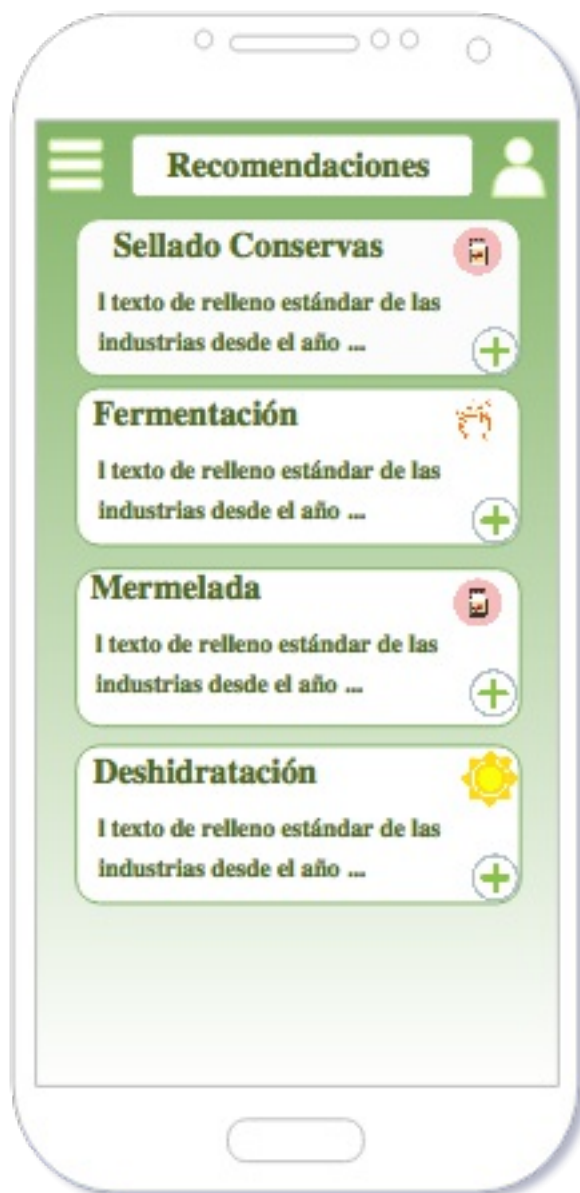 Recomendaciones
Sellado Conservas
l texto de relleno estándar de las
industrias desde el año ...
Fermentación
l texto de relleno estándar de las
industrias desde el año ...
Mermelada
l texto de relleno estándar de las
industrias desde el año ...
Deshidratación
l texto de relleno estándar de las
industrias desde el año ...